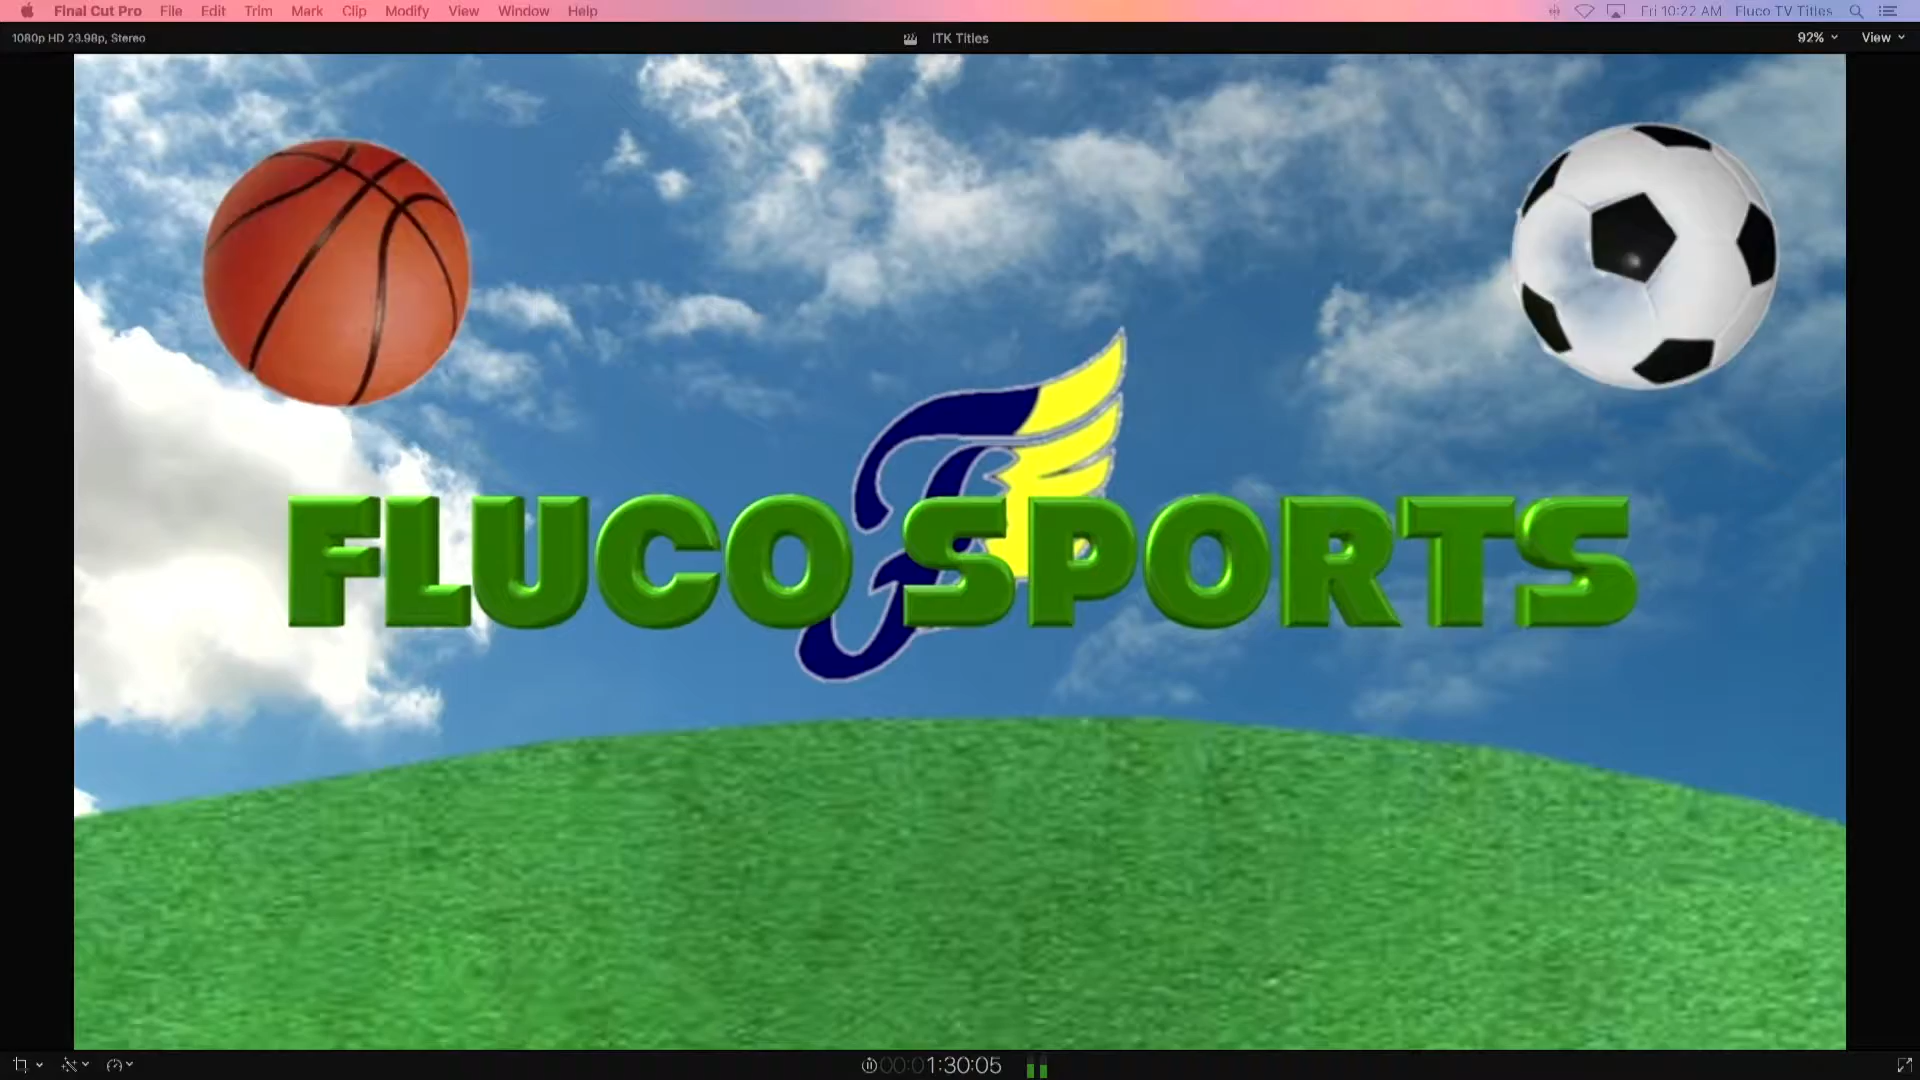 Final Cut Pro File Edit Trim Mark Clip Modify View Window Help Fri 10:22 AM Fluco TV Titles
1080p HD 23.98p, Stereo ITK Titles 92% View
F
FLUCO SPORTS
00:01:30:05